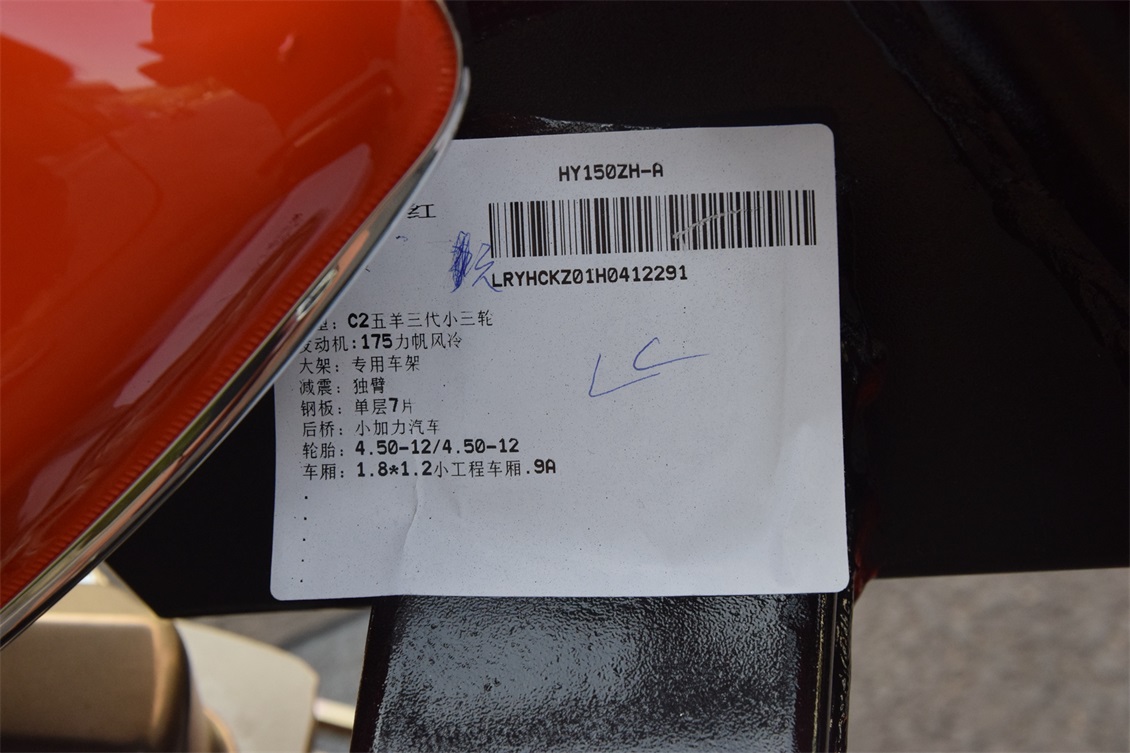 HY150ZH-A
红
LRYHCKZ01H0412291
C2五羊三代小三轮
发动机:175力帆风冷
大架: 专用车架
减震: 独臂
钢板: 单层7片
后桥: 小加力汽车
轮胎: 4.50-12/4.50-12
车厢: 1.8*1.2小工程车厢.9A
LC